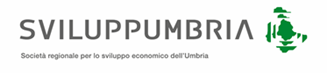 SVILUPPUMBRIA
Società regionale per lo sviluppo economico dell'Umbria